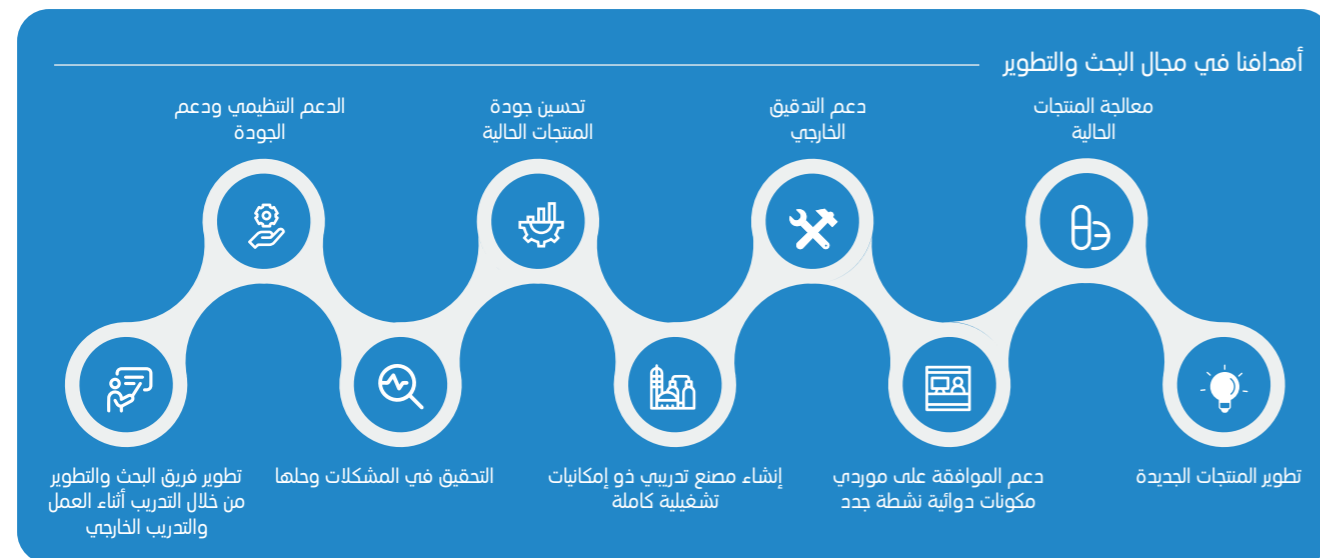 أهدافنا في مجال البحث والتطوير
معالجة المنتجات
الحالية
دعم التدقيق
الخارجي
تحسين جودة
المنتجات الحالية
الدعم التنظيمي ودعم
الجودة
تطوير المنتجات الجديدة
دعم الموافقة على موردي
مكونات دوائية نشطة جدد
إنشاء مصنع تدريبي ذو إمكانيات
تشغيلية كاملة
التحقيق في المشكلات وحلها
تطوير فريق البحث والتطوير
من خلال التدريب أثناء العمل
والتدريب الخارجي